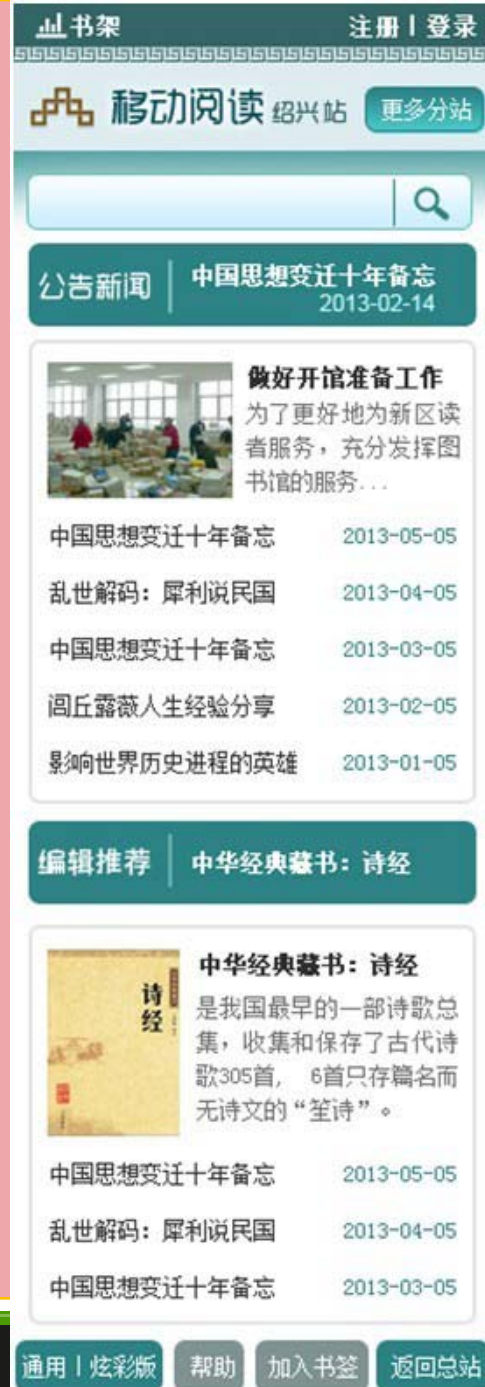 书架 注册 | 登录
移动阅读 绍兴站 更多分站
公告新闻 中国思想变迁十年备忘
2013-02-14
做好开馆准备工作
为了更好地为新区读
者服务，充分发挥图
书馆的服务...
中国思想变迁十年备忘 2013-05-05
乱世解码：犀利说民国 2013-04-05
中国思想变迁十年备忘 2013-03-05
闾丘露薇人生经验分享 2013-02-05
影响世界历史进程的英雄 2013-01-05
编辑推荐 中华经典藏书：诗经
诗经
中华经典藏书：诗经
是我国最早的一部诗歌总
集，收集和保存了古代诗
歌305首， 6首只存篇名而
无诗文的“笙诗”。
中国思想变迁十年备忘 2013-05-05
乱世解码：犀利说民国 2013-04-05
中国思想变迁十年备忘 2013-03-05
通用 | 炫彩版 帮助 加入书签 返回总站